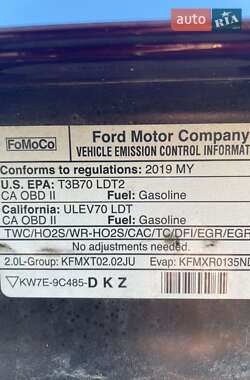 AUTO RIA
FoMoCo
Ford Motor Company
VEHICLE EMISSION CONTROL INFORMAT
Conforms to regulations: 2019 MY
U.S. EPA: T3B70 LDT2
CA OBD II Fuel: Gasoline
California: ULEV70 LDT
CA OBD II Fuel: Gasoline
TWC/HO2S/WR-HO2S/CAC/TC/DFI/EGR/EGR
No adjustments needed.
2.0L-Group: KFMXT02.02JU Evap: KFMXR0135ND
KW7E-9C485- D K Z